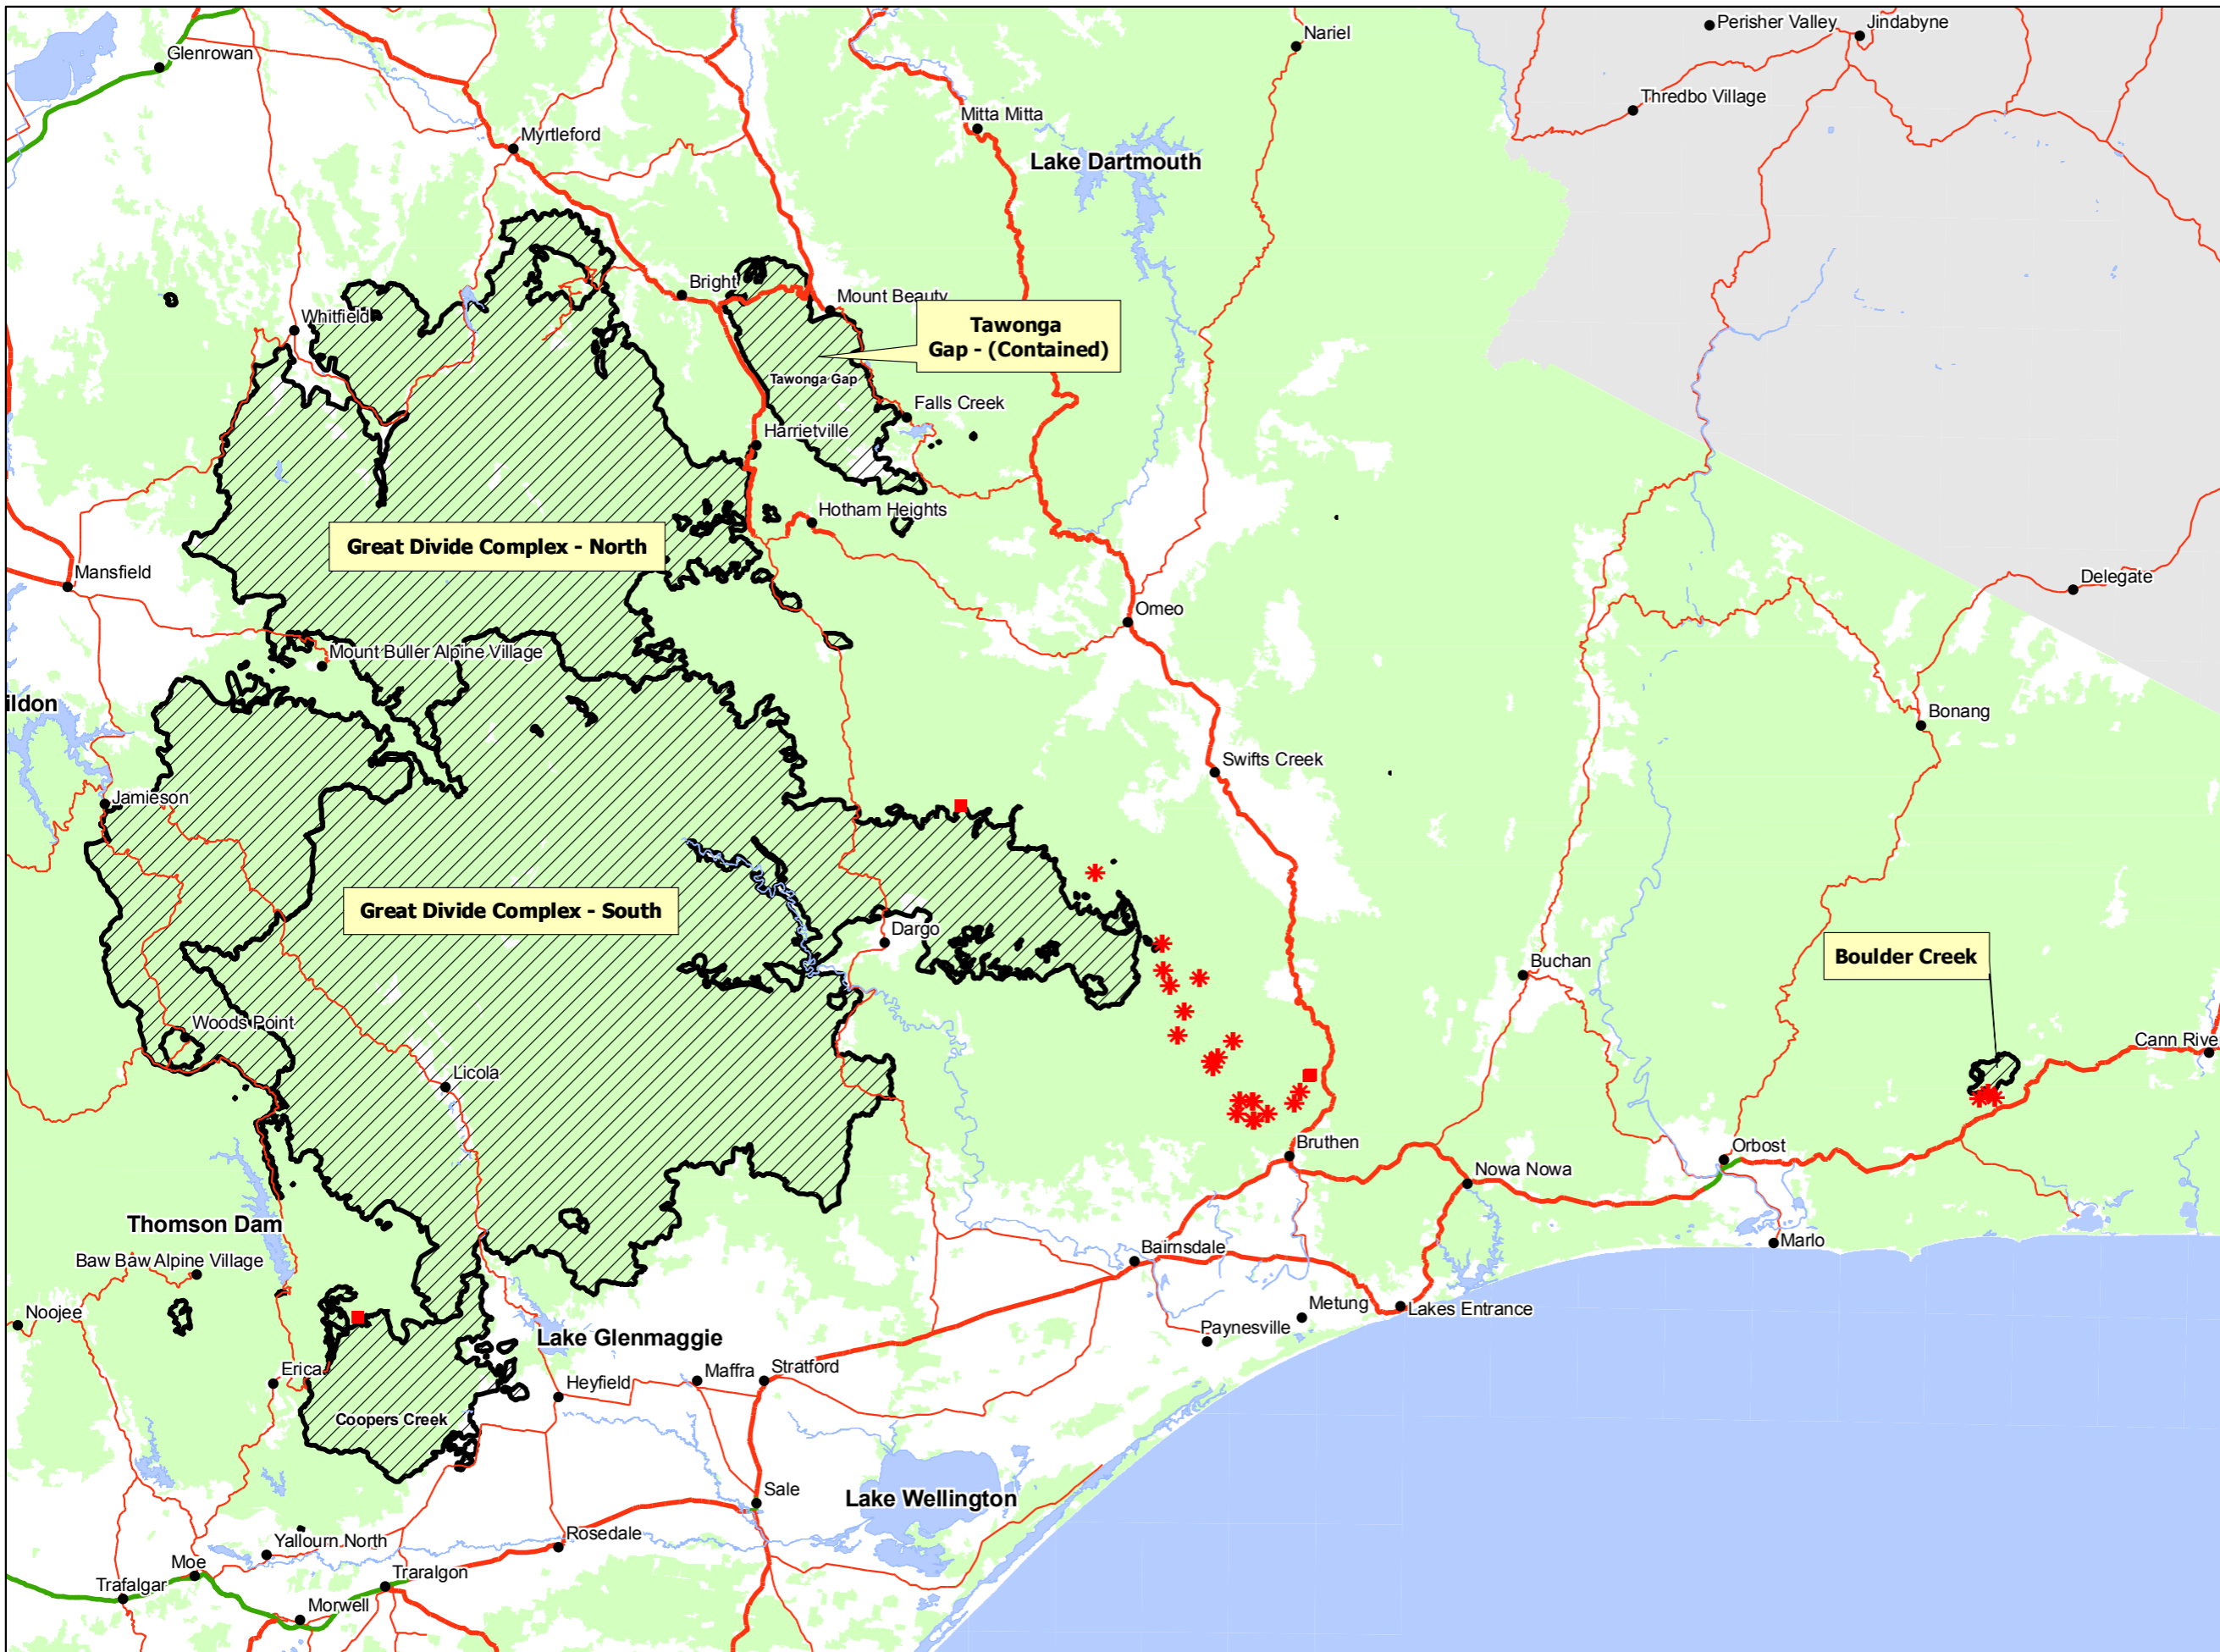 Perisher Valley
Jindabyne
Nariel
Glenrowan
Thredbo Village
Mitta Mitta
Myrtleford
Lake Dartmouth
Bright
Mount Beauty
Whitfield
Tawonga
Gap - (Contained)
Tawonga Gap
Falls Creek
Harrietville
Hotham Heights
Great Divide Complex - North
Mansfield
Delegate
Omeo
Mount Buller Alpine Village
ildon
Bonang
Swifts Creek
Jamieson
Great Divide Complex - South
Dargo
Buchan
Boulder Creek
Woods Point
Cann Rive
Licola
Bruthen
Orbost
Nowa Nowa
Thomson Dam
Marlo
Bairnsdale
Baw Baw Alpine Village
Metung
Lakes Entrance
Noojee
Paynesville
Lake Glenmaggie
Erica
Maffra
Stratford
Heyfield
Coopers Creek
Sale
Lake Wellington
Rosedale
Yallourn North
Moe
Traralgon
Trafalgar
Morwell